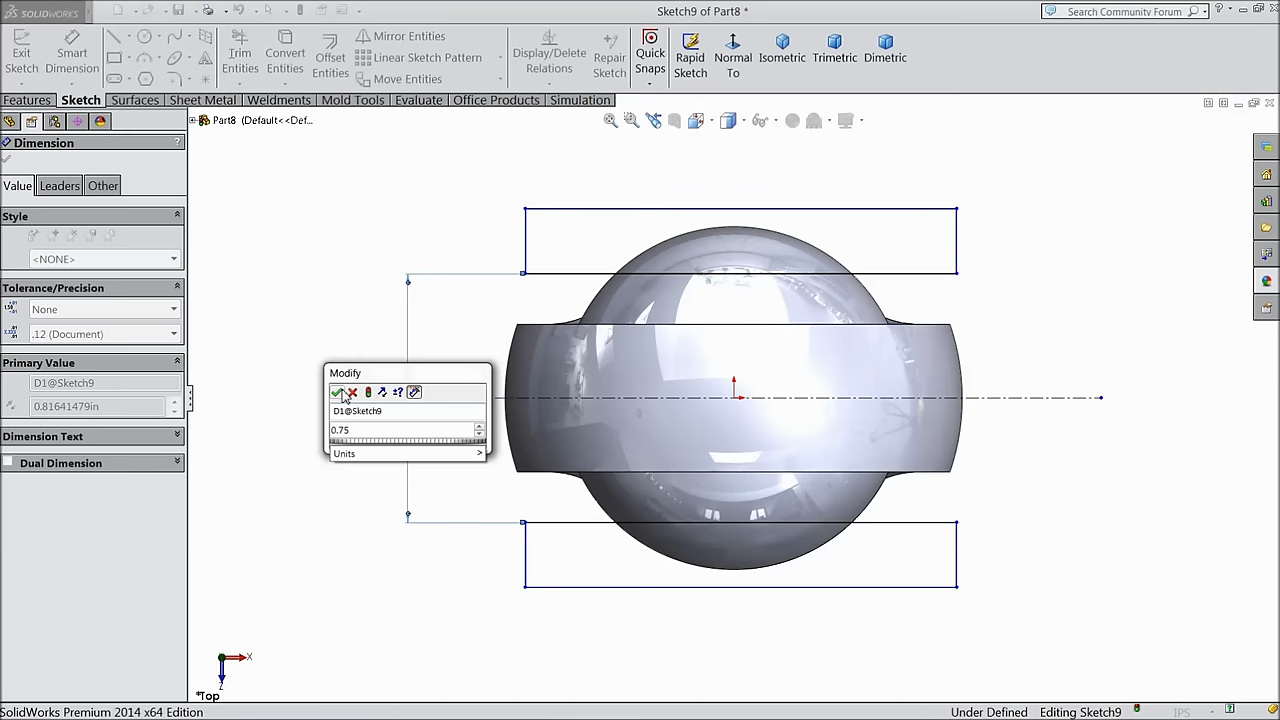 SOLIDWORKS
Sketch9 of Part8 *
Search Community Forum
Exit Sketch
Smart Dimension
Trim Entities
Convert Entities
Offset Entities
Mirror Entities
Linear Sketch Pattern
Move Entities
Display/Delete Relations
Repair Sketch
Quick Snaps
Rapid Sketch
Normal To
Isometric
Trimetric
Dimetric
Features
Sketch
Surfaces
Sheet Metal
Weldments
Mold Tools
Evaluate
Office Products
Simulation
Part8 (Default<<Def...
Dimension
?
Value
Leaders
Other
Style
<NONE>
Tolerance/Precision
None
.12 (Document)
Primary Value
D1@Sketch9
0.81641479in
Dimension Text
Dual Dimension
Modify
D1@Sketch9
0.75
Units >
X
Z
*Top
SolidWorks Premium 2014 x64 Edition
Under Defined
Editing Sketch9
IPS